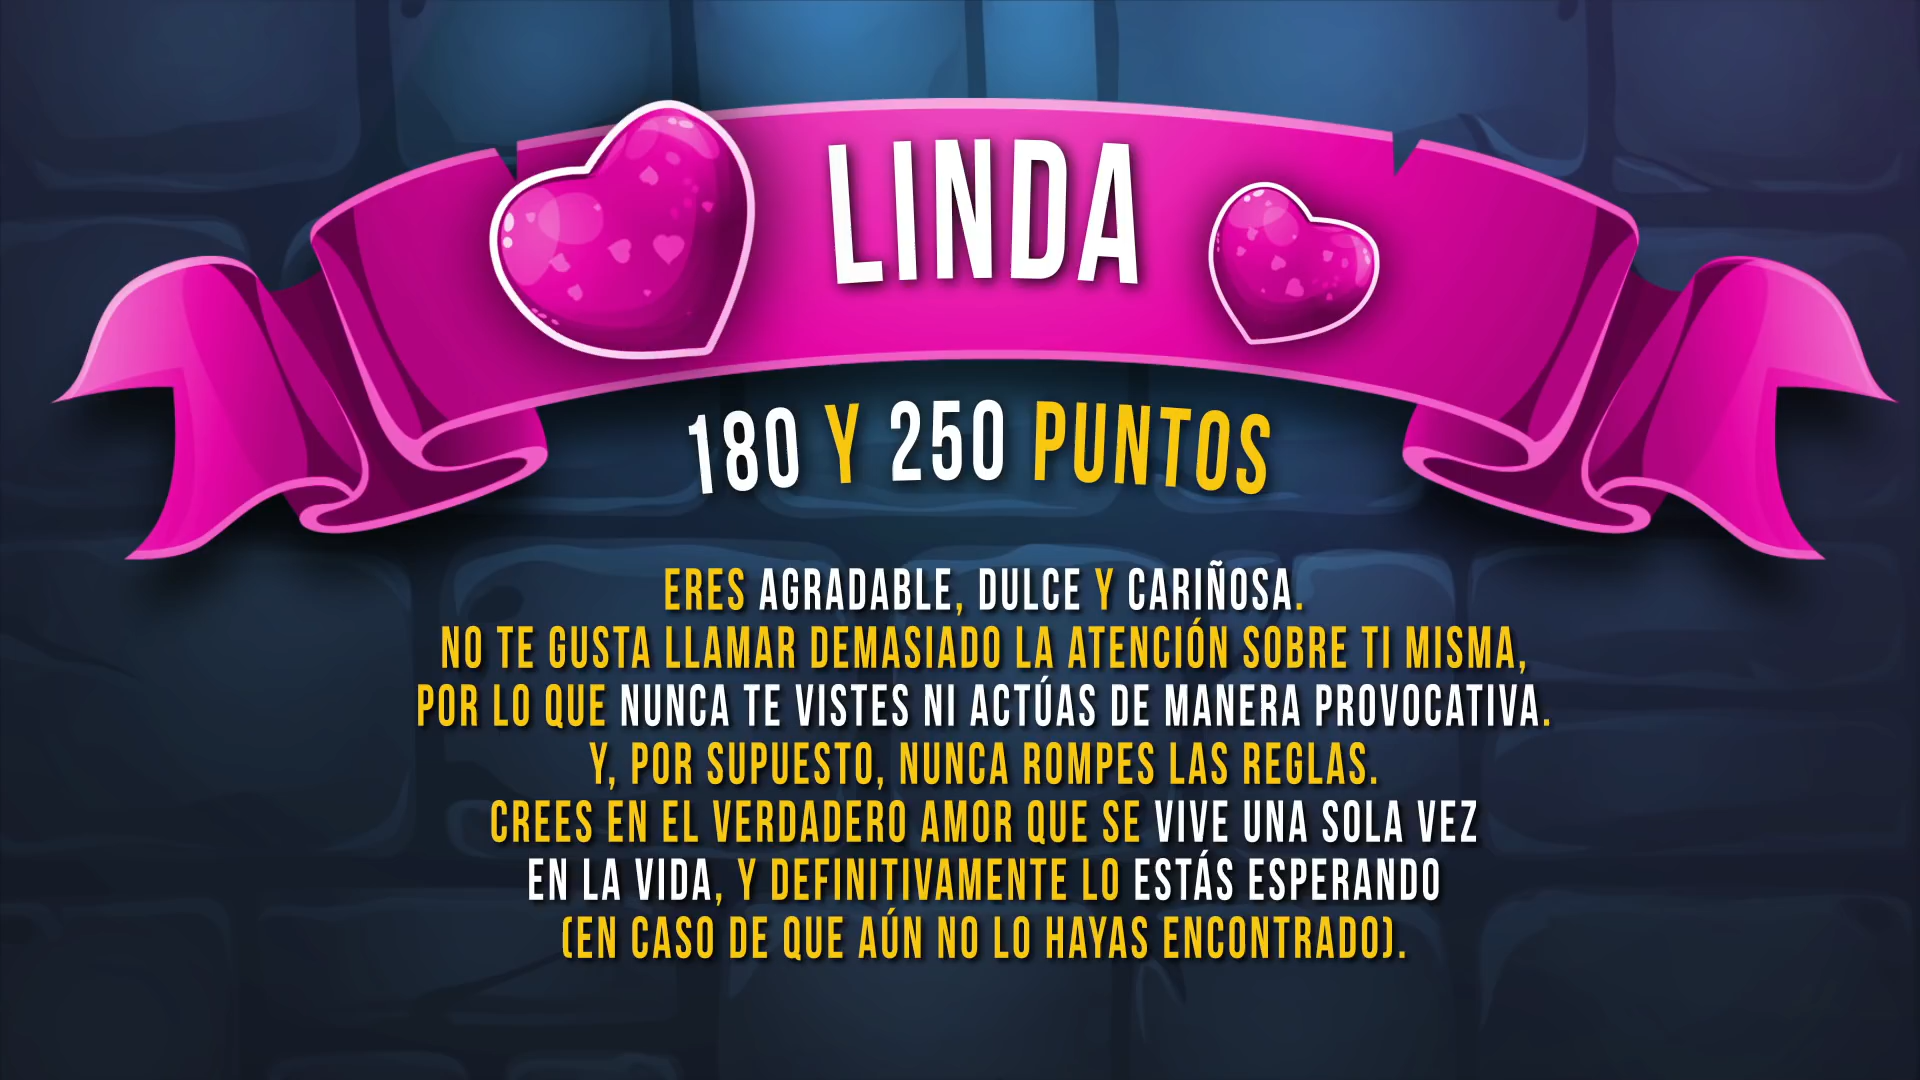 LINDA
180 Y 250 PUNTOS
ERES AGRADABLE, DULCE Y CARIÑOSA.
NO TE GUSTA LLAMAR DEMASIADO LA ATENCIÓN SOBRE TI MISMA,
POR LO QUE NUNCA TE VISTES NI ACTÚAS DE MANERA PROVOCATIVA.
Y, POR SUPUESTO, NUNCA ROMPES LAS REGLAS.
CREES EN EL VERDADERO AMOR QUE SE VIVE UNA SOLA VEZ
EN LA VIDA, Y DEFINITIVAMENTE LO ESTÁS ESPERANDO
(EN CASO DE QUE AÚN NO LO HAYAS ENCONTRADO).